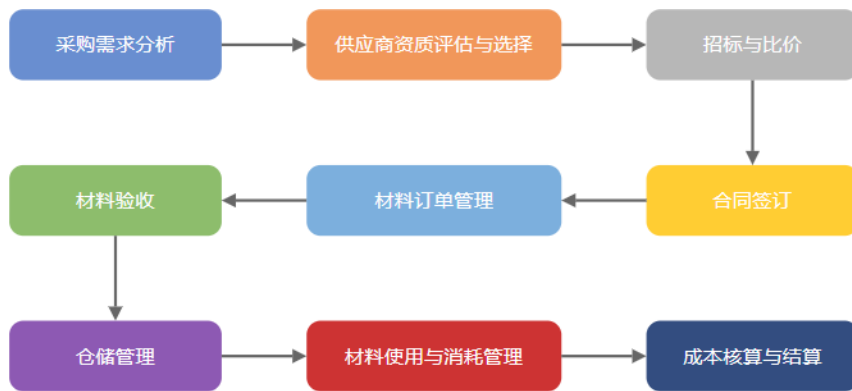 采购需求分析
供应商资质评估与选择
招标与比价
材料验收
材料订单管理
合同签订
仓储管理
材料使用与消耗管理
成本核算与结算